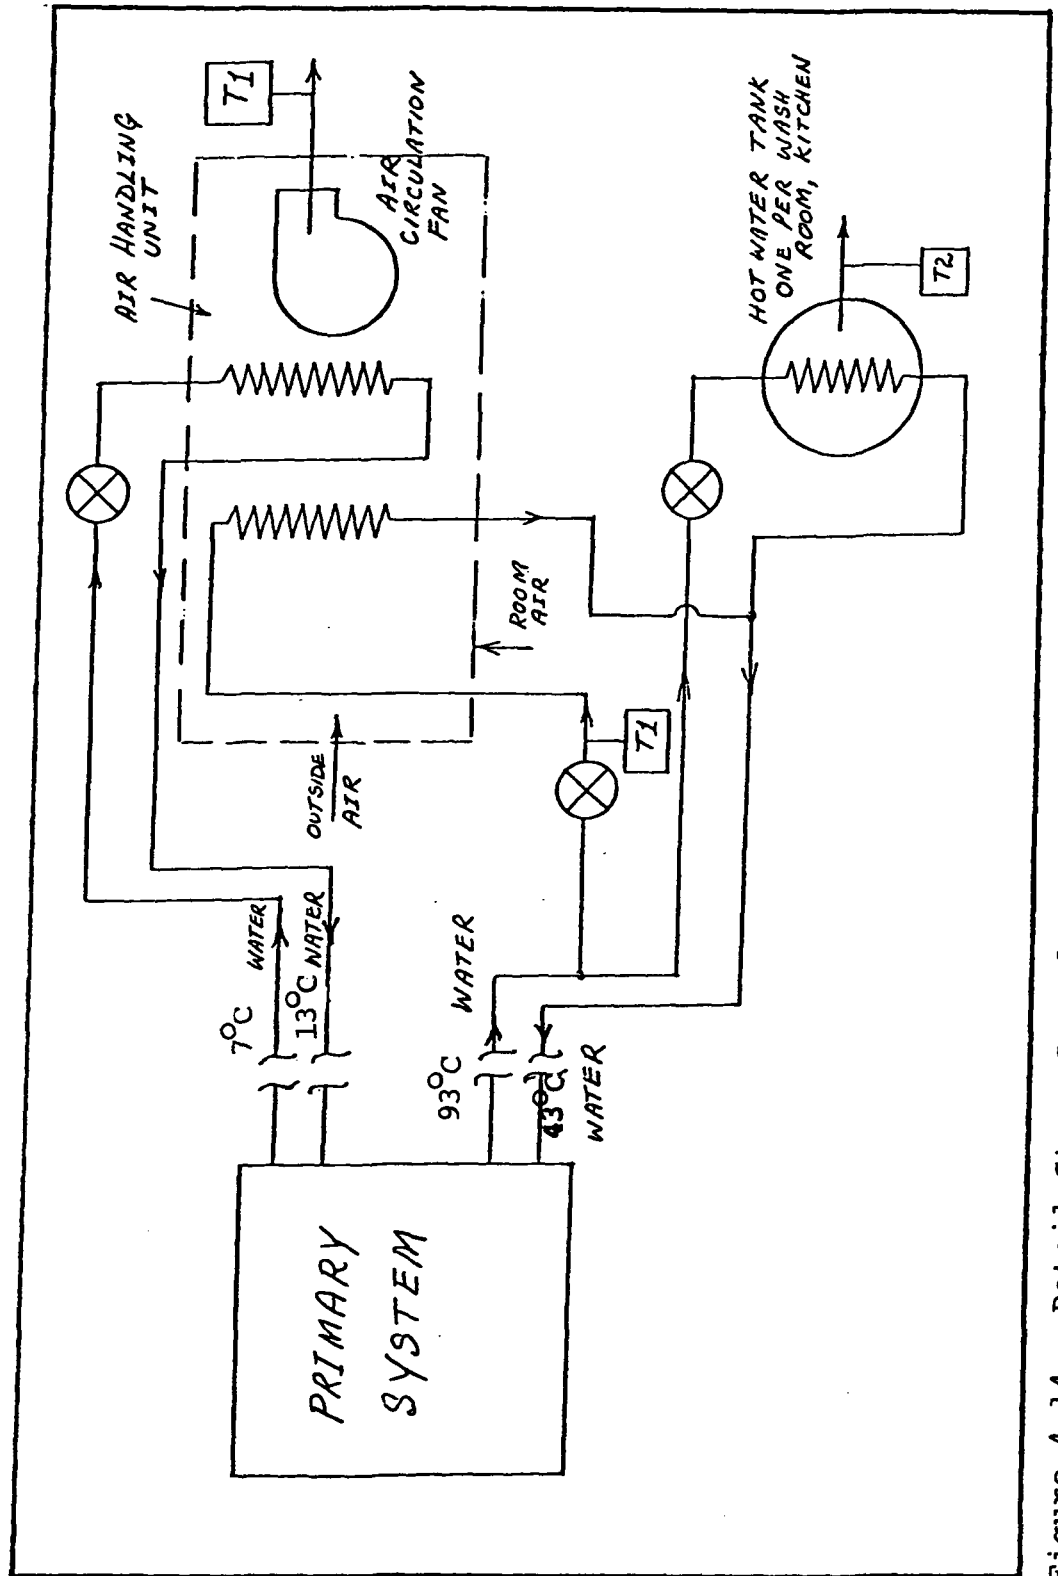 AIR HANDLING
UNIT
T1
AIR
CIRCULATION
FAN
HOT WATER TANK
ONE PER WASH
ROOM, KITCHEN
T2
ROOM
AIR
OUTSIDE
AIR
T1
7°C
WATER
13°C WATER
93°C
WATER
43°C
WATER
PRIMARY
SYSTEM